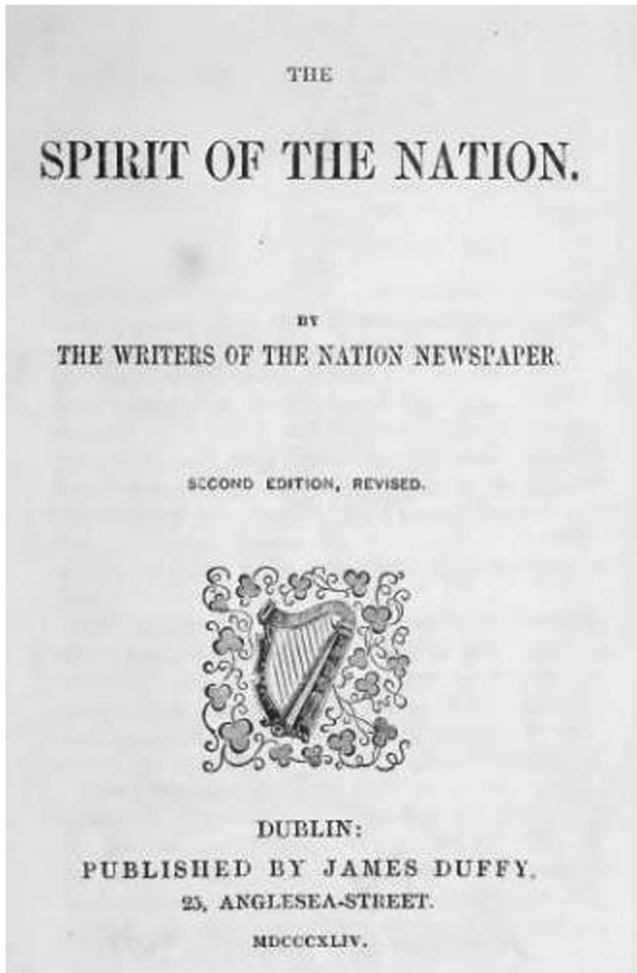 THE
SPIRIT OF THE NATION.
BY
THE WRITERS OF THE NATION NEWSPAPER.
SECOND EDITION, REVISED.
DUBLIN:
PUBLISHED BY JAMES DUFFY,
25, ANGLESEA-STREET.
MDCCCXLIV.